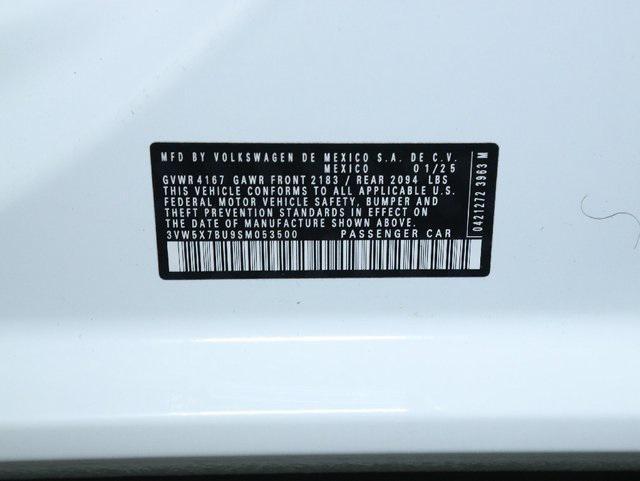 MFD BY VOLKSWAGEN DE MEXICO S.A. DE C.V.
MEXICO 01/25
GVWR 4167 GAWR FRONT 2183 / REAR 2094 LBS
THIS VEHICLE CONFORMS TO ALL APPLICABLE U.S.
FEDERAL MOTOR VEHICLE SAFETY, BUMPER AND
THEFT PREVENTION STANDARDS IN EFFECT ON
THE DATE OF MANUFACTURE SHOWN ABOVE.
3VW5X7BU9SM053500 PASSENGER CAR
0421272 3963 M